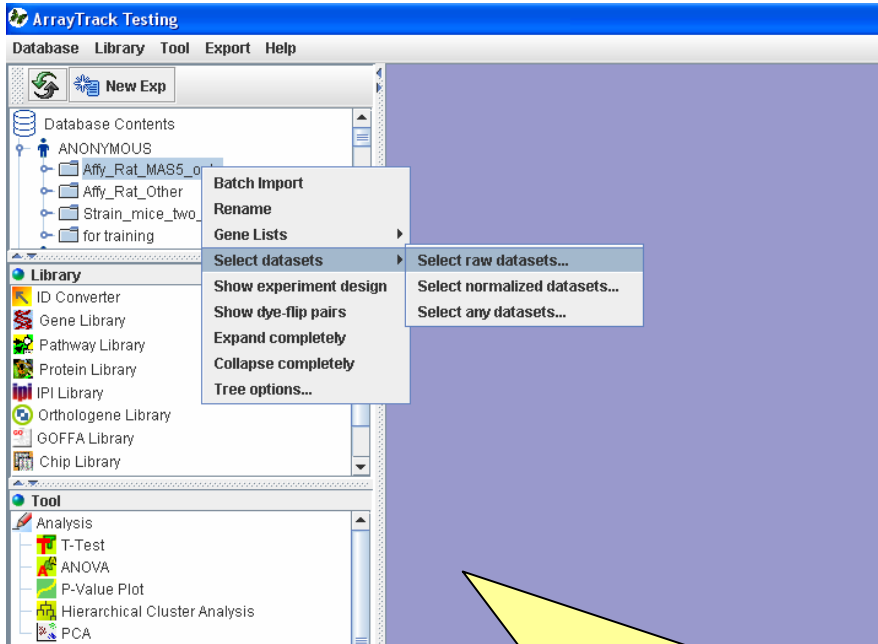 ArrayTrack Testing
Database Library Tool Export Help
New Exp
Database Contents
ANONYMOUS
Affy_Rat_MAS5_o
Affy_Rat_Other
Strain_mice_two_
for training
Batch Import
Rename
Gene Lists
Select datasets
Show experiment design
Show dye-flip pairs
Expand completely
Collapse completely
Tree options...
Select raw datasets...
Select normalized datasets...
Select any datasets...
Library
ID Converter
Gene Library
Pathway Library
Protein Library
ipi IPI Library
Orthologene Library
GO GOFFA Library
Chip Library
Tool
Analysis
T-Test
ANOVA
P-Value Plot
Hierarchical Cluster Analysis
PCA